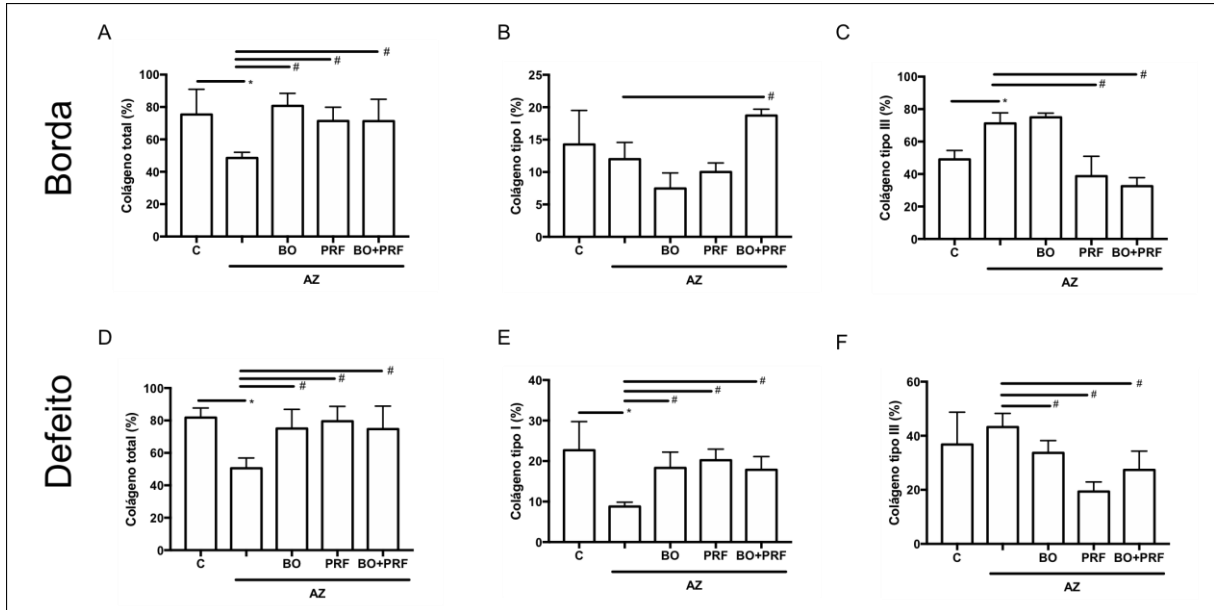 Borda
A
Colágeno total (%)
100
80
60
40
20
0
*
#
#
#
C
BO
PRF
BO+PRF
AZ
B
Colágeno tipo I (%)
25
20
15
10
5
0
#
C
BO
PRF
BO+PRF
AZ
C
Colágeno tipo III (%)
100
80
60
40
20
0
*
#
#
C
BO
PRF
BO+PRF
AZ
Defeito
D
Colágeno total (%)
100
80
60
40
20
0
*
#
#
#
C
BO
PRF
BO+PRF
AZ
E
Colágeno tipo I (%)
40
30
20
10
0
*
#
#
#
C
BO
PRF
BO+PRF
AZ
F
Colágeno tipo III (%)
60
40
20
0
#
#
#
C
BO
PRF
BO+PRF
AZ